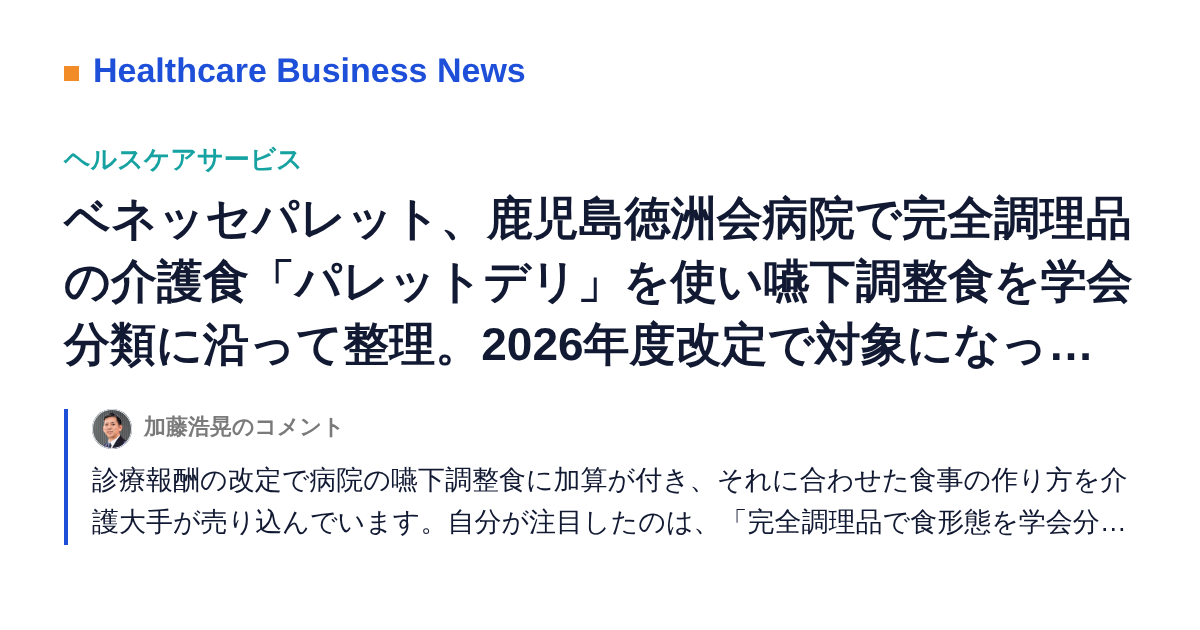 Healthcare Business News
ヘルスケアサービス
ベネッセパレット、鹿児島徳洲会病院で完全調理品
の介護食「パレットデリ」を使い嚥下調整食を学会
分類に沿って整理。2026年度改定で対象になっ…
加藤浩晃のコメント
診療報酬の改定で病院の嚥下調整食に加算が付き、それに合わせた食事の作り方を介
護大手が売り込んでいます。自分が注目したのは、「完全調理品で食形態を学会分…